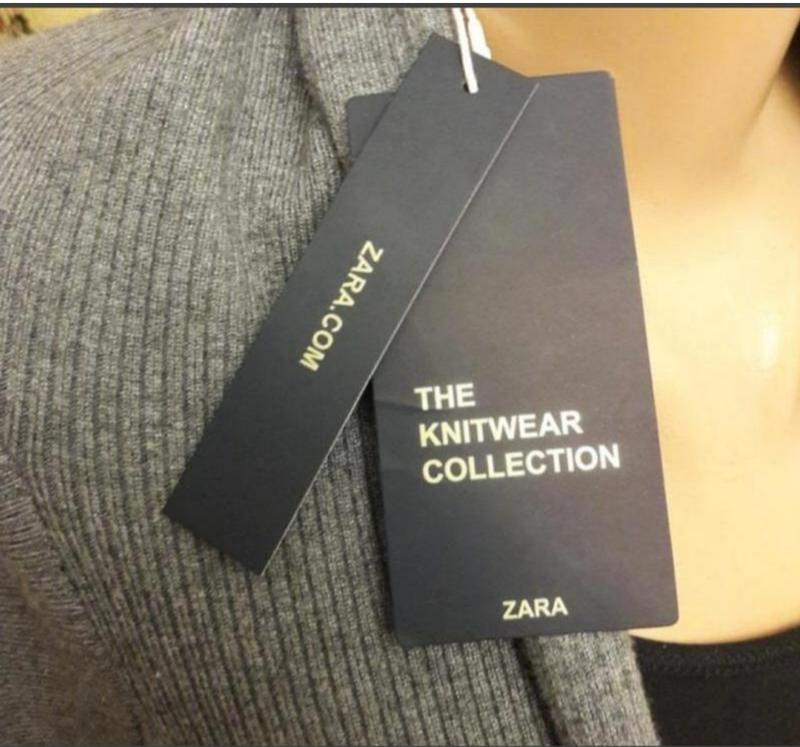 ZARA.COM
THE
KNITWEAR
COLLECTION
ZARA